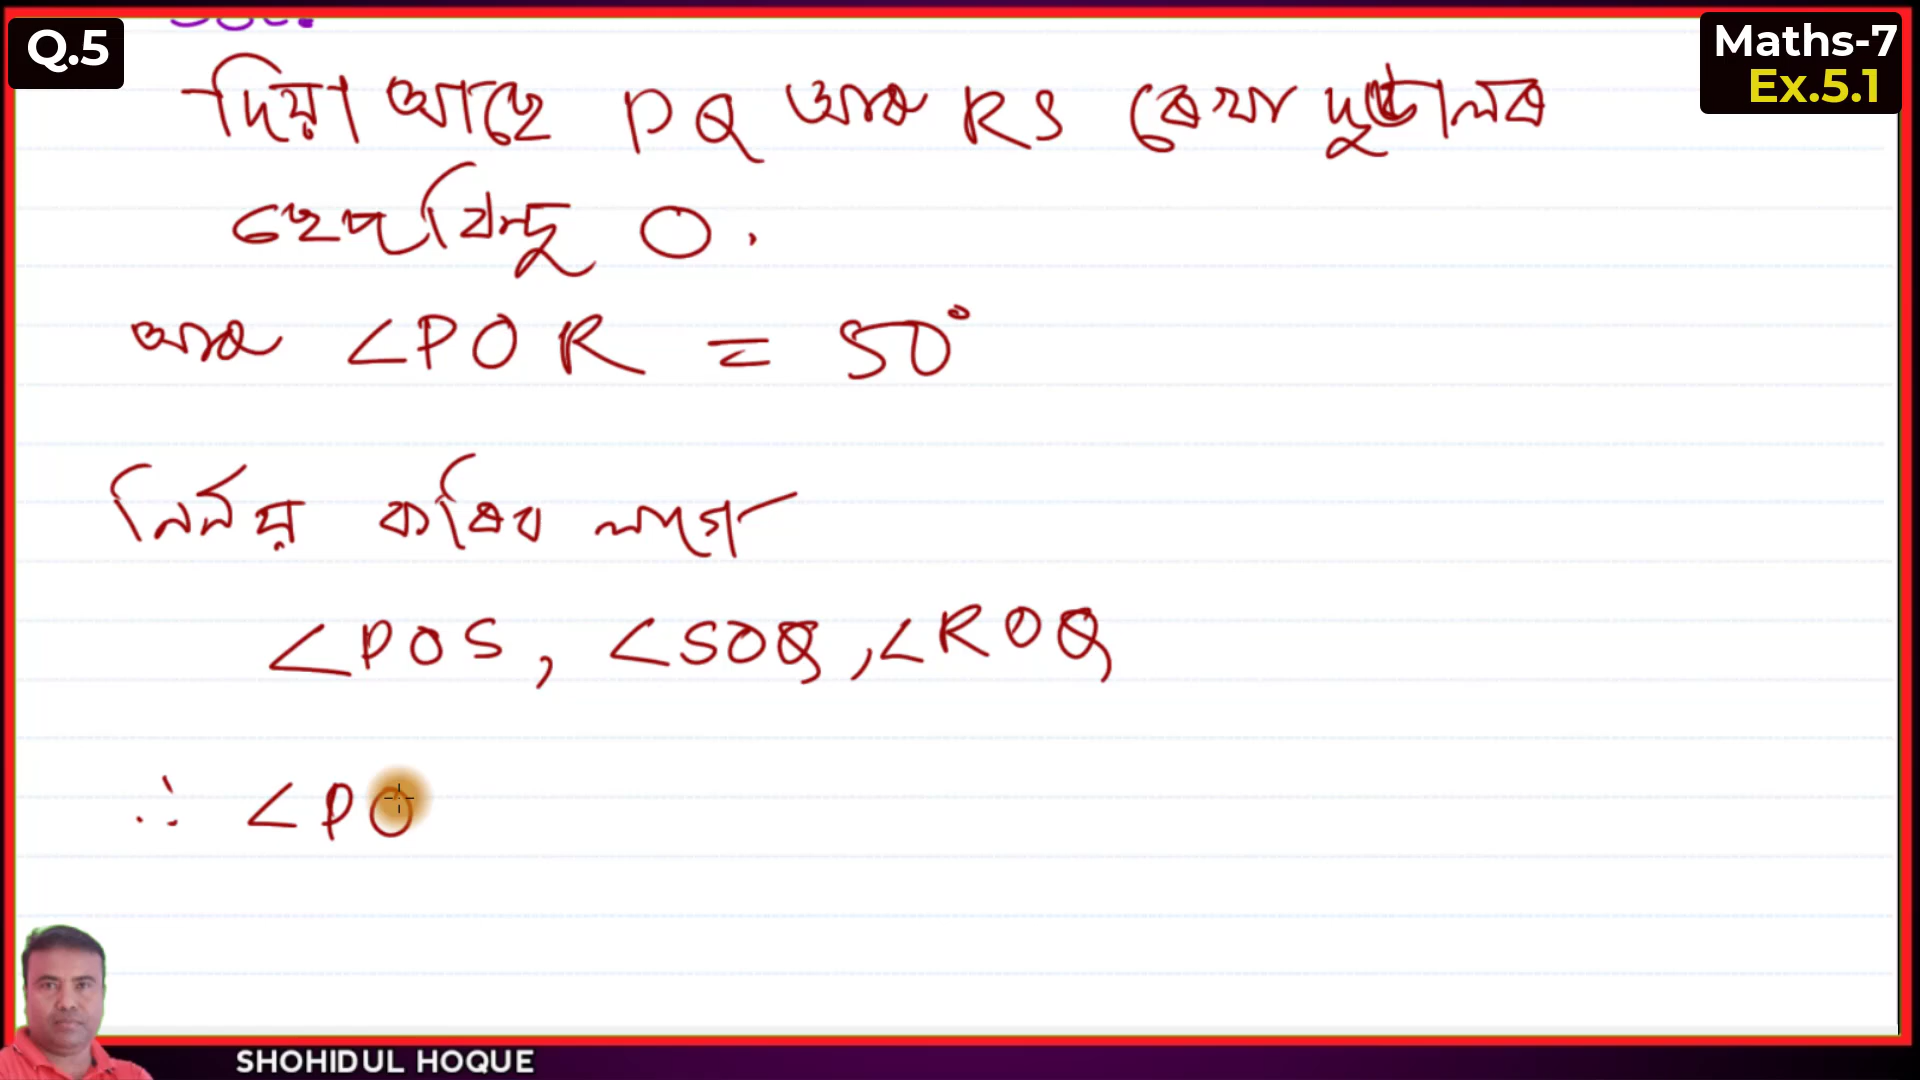 Q.5
Maths-7
Ex.5.1
দিয়া আছে PQ আৰু RS ৰেখা দুডালৰ
ছেদবিন্দু O.
আৰু ∠POR = 50°
নিৰ্নয় কৰিব লাগে
∠POS, ∠SOQ, ∠ROQ
∴ ∠PO
SHOHIDUL HOQUE